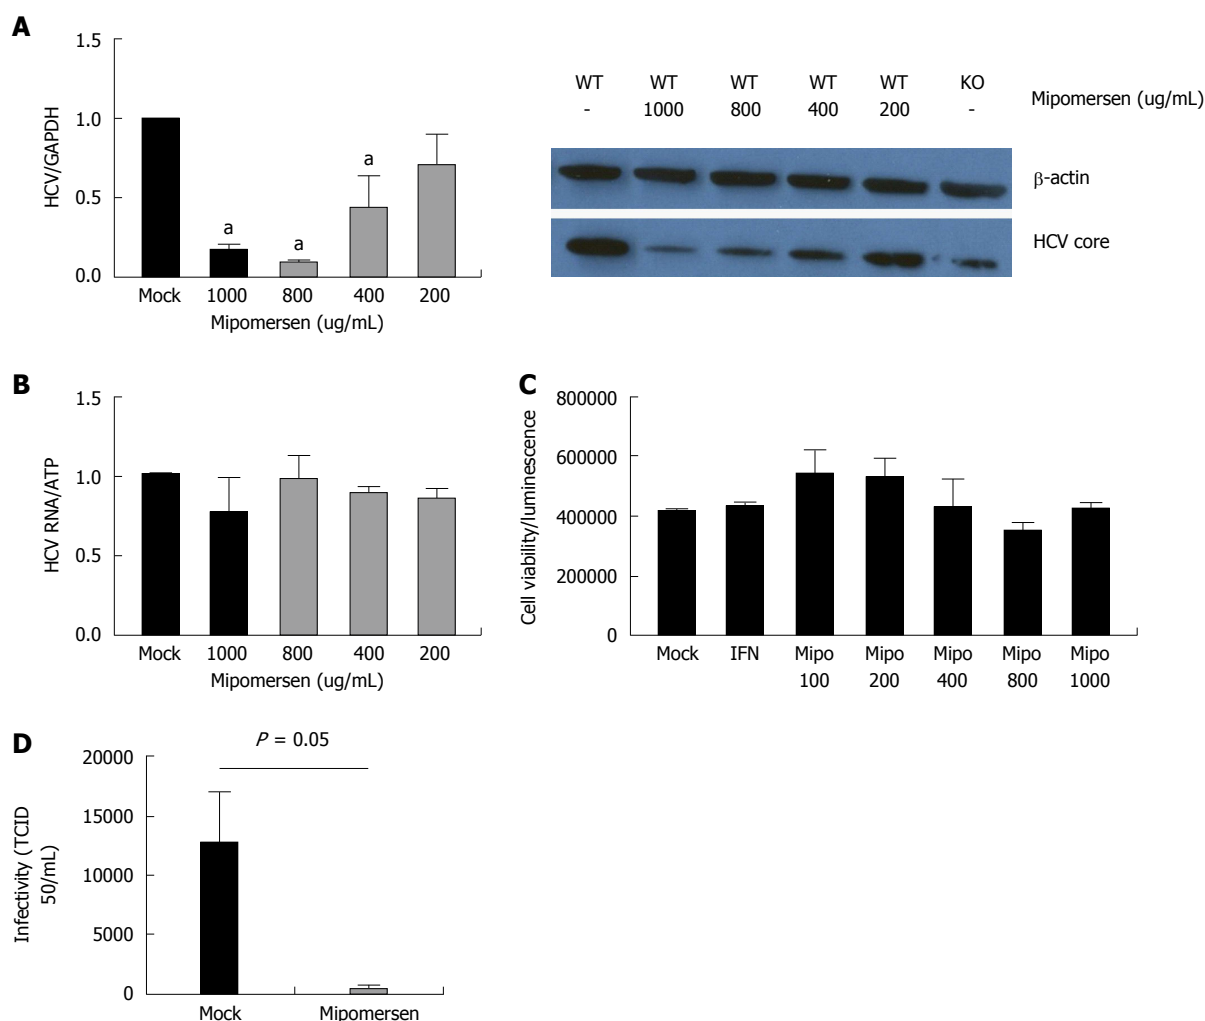 A
1.5
1.0
0.5
0.0
HCV/GAPDH
a
a
a
Mock 1000 800 400 200
Mipomersen (ug/mL)
WT WT WT WT WT KO
- 1000 800 400 200 -
Mipomersen (ug/mL)
β-actin
HCV core
B
1.5
1.0
0.5
0.0
HCV RNA/ATP
Mock 1000 800 400 200
Mipomersen (ug/mL)
C
800000
600000
400000
200000
0
Cell viability/luminescence
Mock IFN Mipo Mipo Mipo Mipo Mipo
100 200 400 800 1000
D
P = 0.05
20000
15000
10000
5000
0
Infectivity (TCID
50/mL)
Mock Mipomersen